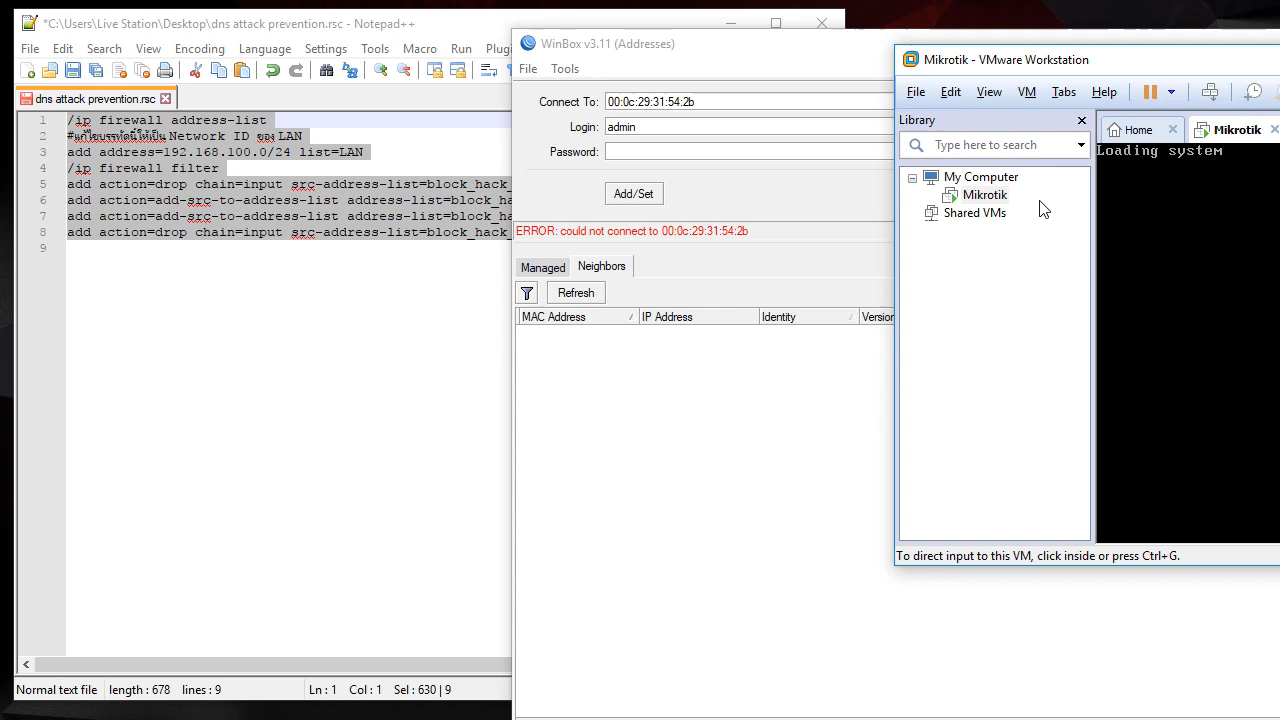 *C:\Users\Live Station\Desktop\dns attack prevention.rsc - Notepad++
File Edit Search View Encoding Language Settings Tools Macro Run Plugi
dns attack prevention.rsc
1 /ip firewall address-list
2 #แก้ไขบรรทัดนี้ให้เป็น Network ID ของ LAN
3 add address=192.168.100.0/24 list=LAN
4 /ip firewall filter
5 add action=drop chain=input src-address-list=block_hack_
6 add action=add-src-to-address-list address-list=block_ha
7 add action=add-src-to-address-list address-list=block_ha
8 add action=drop chain=input src-address-list=block_hack_
9
Normal text file length : 678 lines : 9 Ln : 1 Col : 1 Sel : 630 | 9
WinBox v3.11 (Addresses)
File Tools
Connect To: 00:0c:29:31:54:2b
Login: admin
Password:
Add/Set
ERROR: could not connect to 00:0c:29:31:54:2b
Managed Neighbors
Refresh
MAC Address IP Address Identity Version
Mikrotik - VMware Workstation
File Edit View VM Tabs Help
Library
Type here to search
My Computer
Mikrotik
Shared VMs
Home Mikrotik
Loading system
To direct input to this VM, click inside or press Ctrl+G.